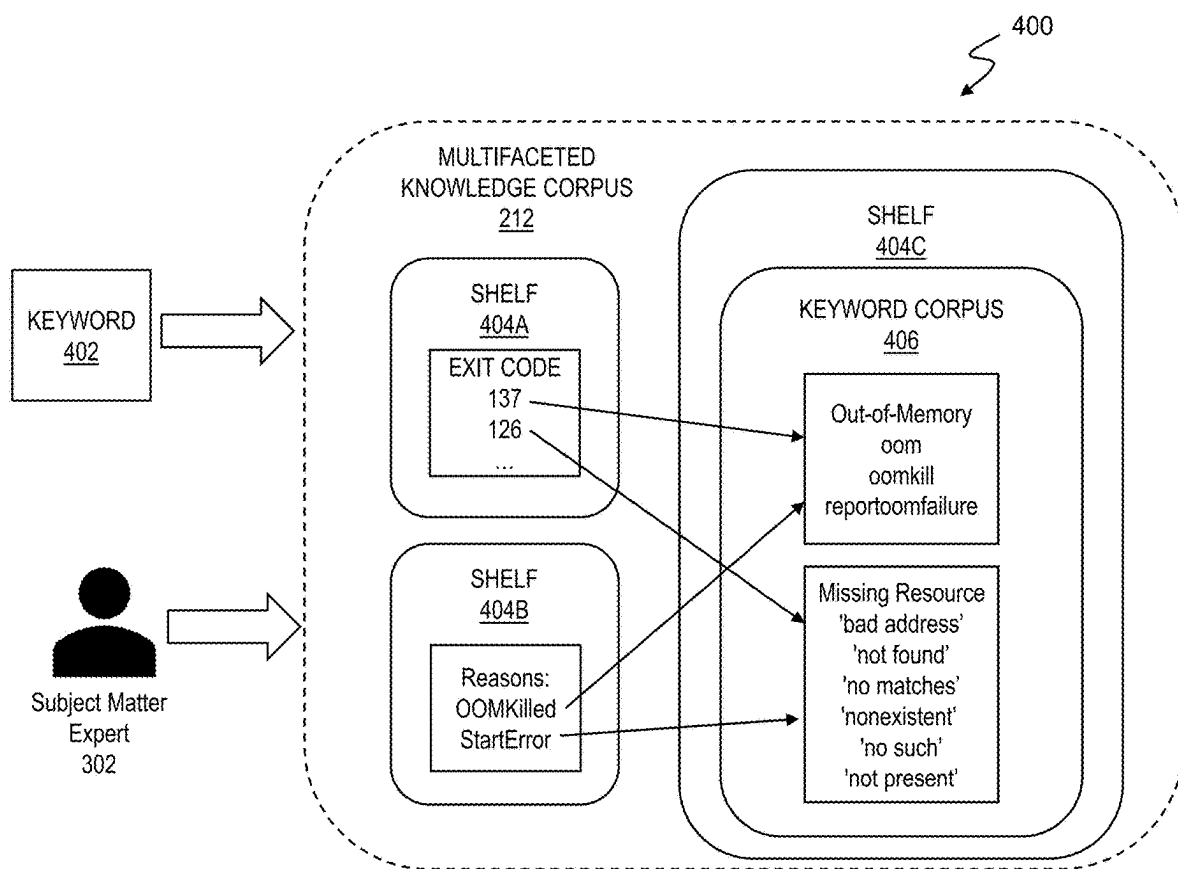 400
MULTIFACETED
KNOWLEDGE CORPUS
212
KEYWORD
402
SHELF
404A
EXIT CODE
137
126
...
SHELF
404B
Reasons:
OOMKilled
StartError
SHELF
404C
KEYWORD CORPUS
406
Out-of-Memory
oom
oomkill
reportoomfailure
Missing Resource
'bad address'
'not found'
'no matches'
'nonexistent'
'no such'
'not present'
Subject Matter
Expert
302